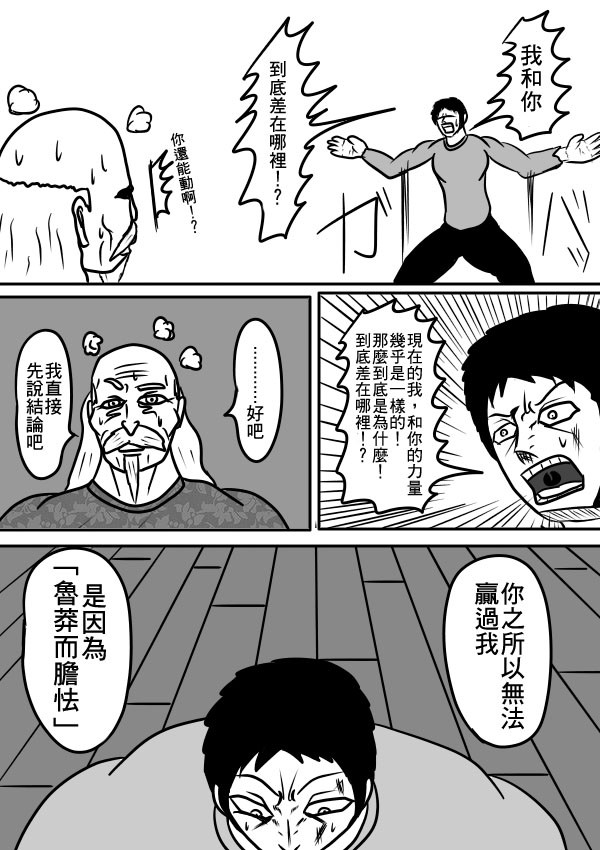 我和你
到底差在哪裡！？
你還能動啊！？
ガバッ
現在的我，和你的力量
幾乎是一樣的！
那麼到底是為什麼！
到底差在哪裡！？
…………好吧
我直接
先說結論吧
你之所以無法
贏過我
是因為
「魯莽而膽怯」